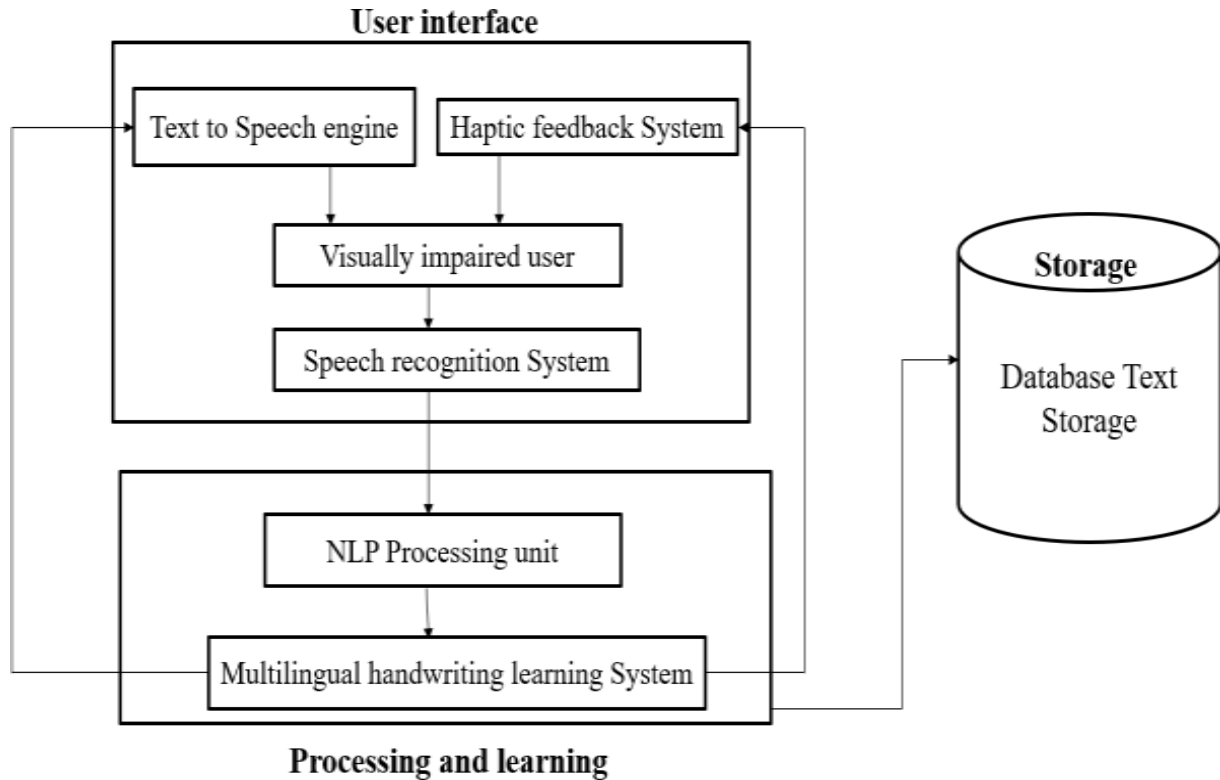 User interface
Text to Speech engine
Haptic feedback System
Visually impaired user
Speech recognition System
Storage
Database Text
Storage
NLP Processing unit
Multilingual handwriting learning System
Processing and learning